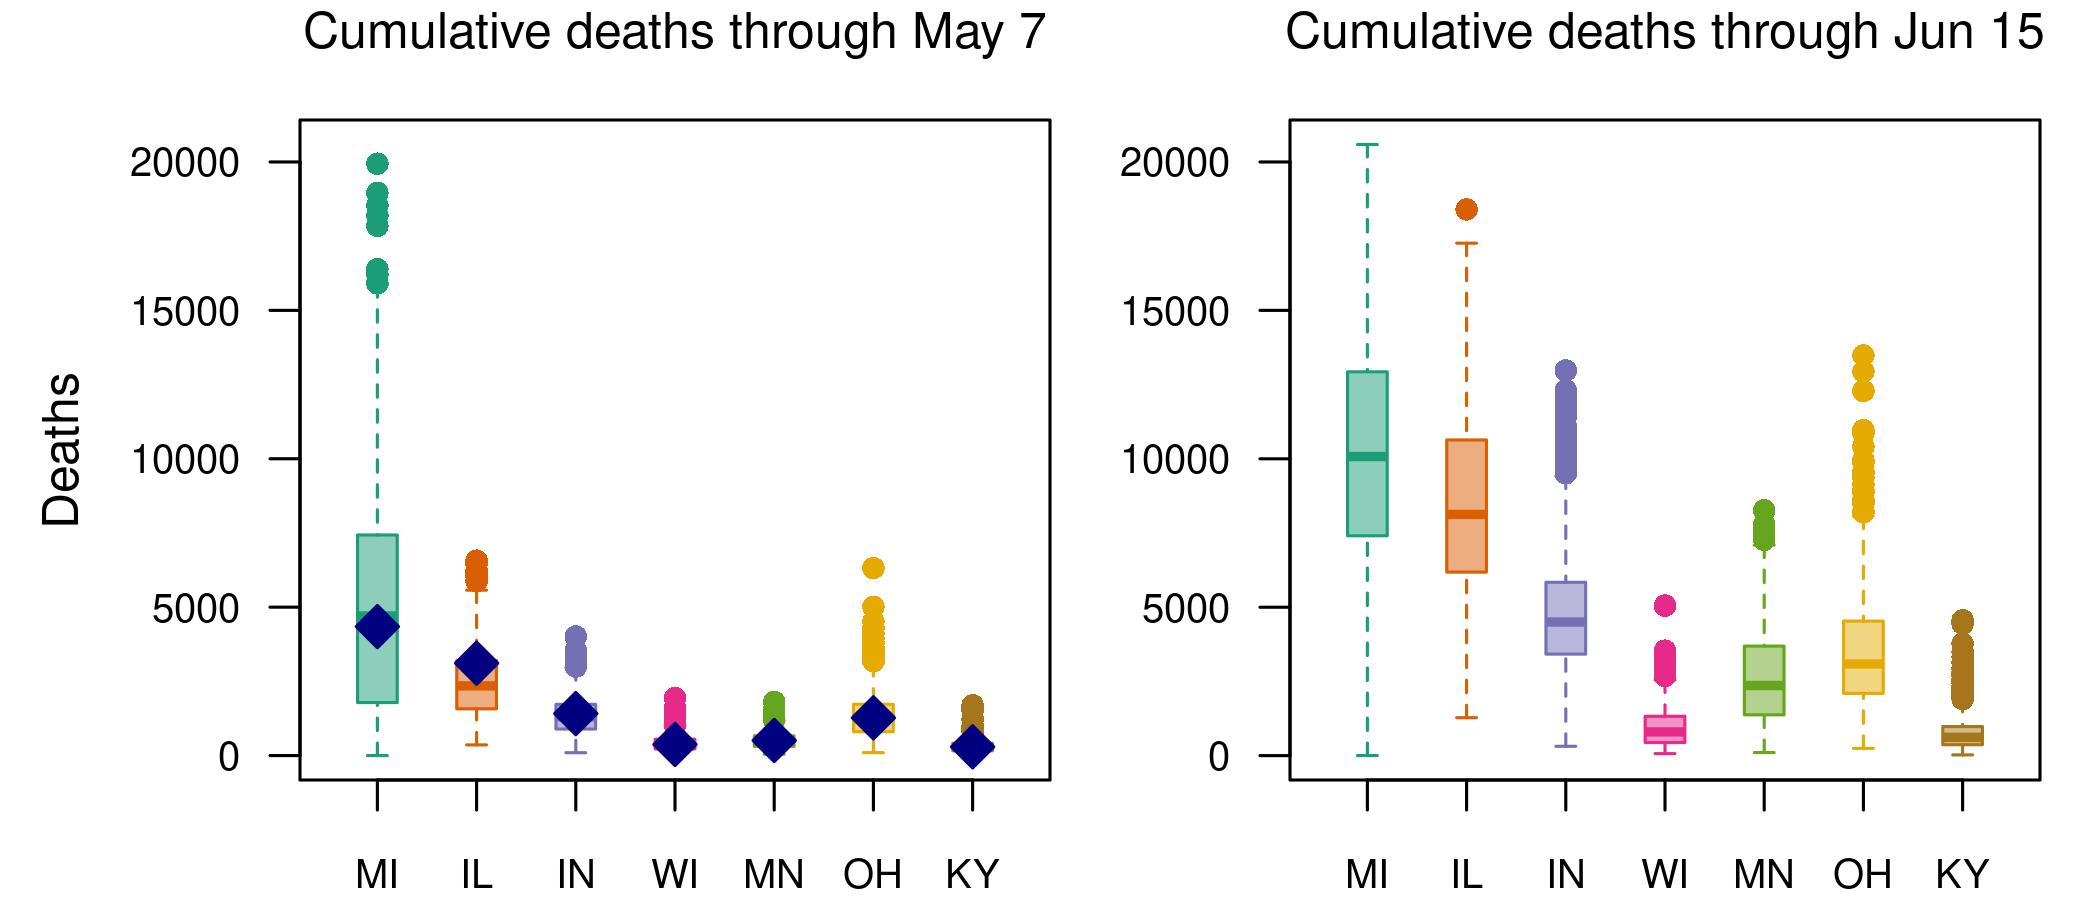 Cumulative deaths through May 7
Deaths
20000
15000
10000
5000
0
MI IL IN WI MN OH KY
Cumulative deaths through Jun 15
20000
15000
10000
5000
0
MI IL IN WI MN OH KY